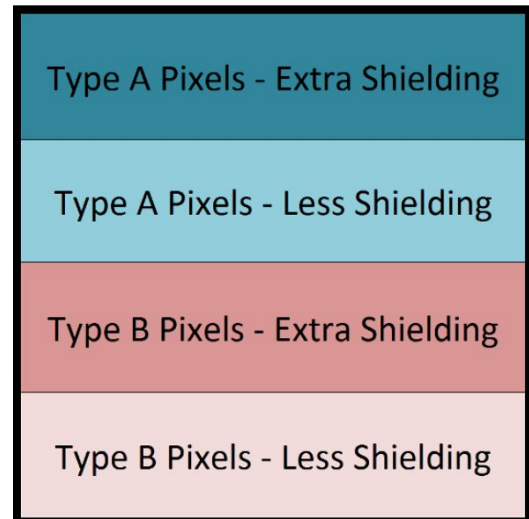 Type A Pixels - Extra Shielding
Type A Pixels - Less Shielding
Type B Pixels - Extra Shielding
Type B Pixels - Less Shielding